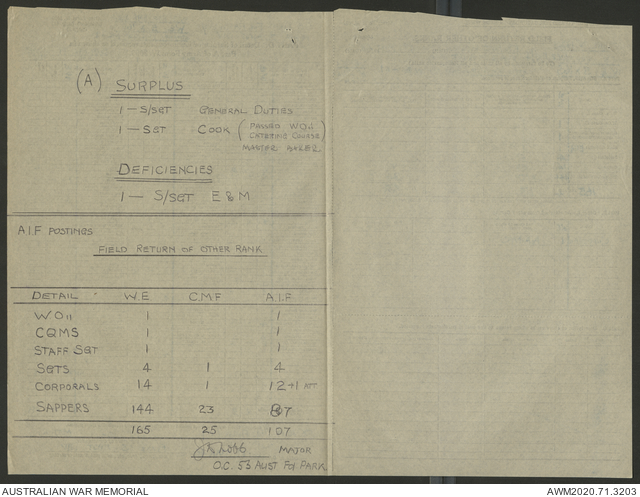 (A) SURPLUS
1 — S/SGT GENERAL DUTIES
1 — SGT COOK (PASSED W.O.II
CATERING COURSE
MASTER BAKER)
DEFICIENCIES
1 — S/SGT E & M
A.I.F POSTINGS
FIELD RETURN OF OTHER RANK
DETAIL W.E C.M.F A.I.F
W.O.II 1 1
CQMS 1 1
STAFF SGT 1 1
SGTS 4 1 4
CORPORALS 14 1 12+1 ATT
SAPPERS 144 23 87
165 25 107
MAJOR
O.C. 53 AUST FD PARK
AUSTRALIAN WAR MEMORIAL
AWM2020.71.3203